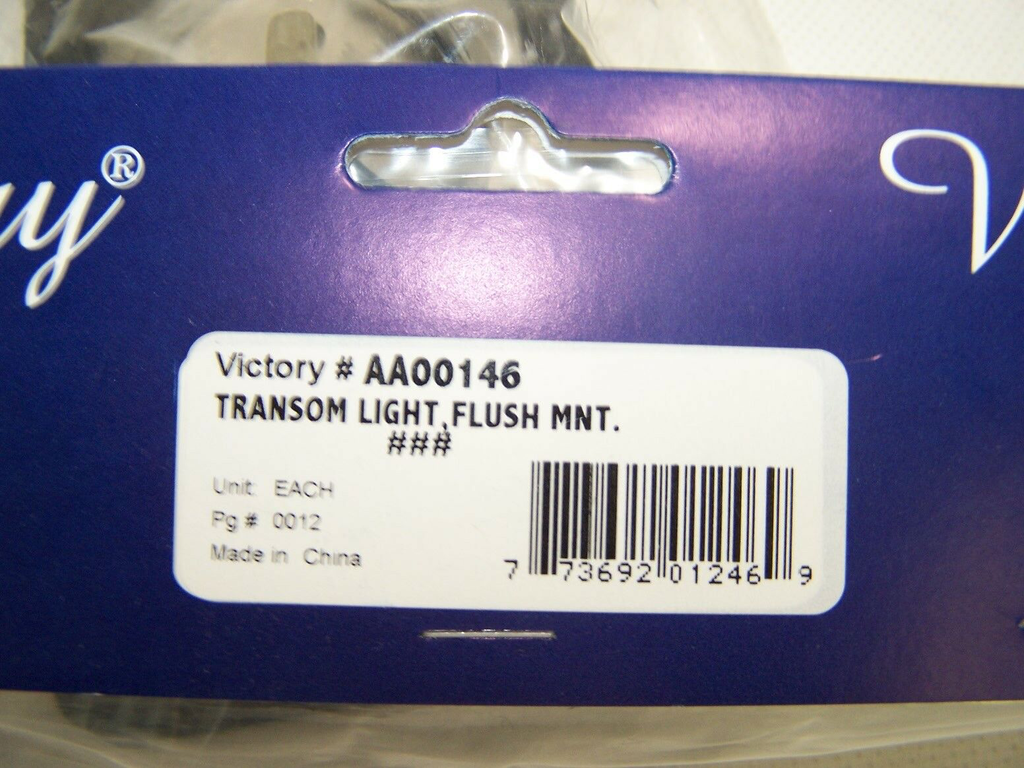 ry®
V
Victory # AA00146
TRANSOM LIGHT,FLUSH MNT.
###
Unit: EACH
Pg # 0012
Made in China
7 73692 01246 9